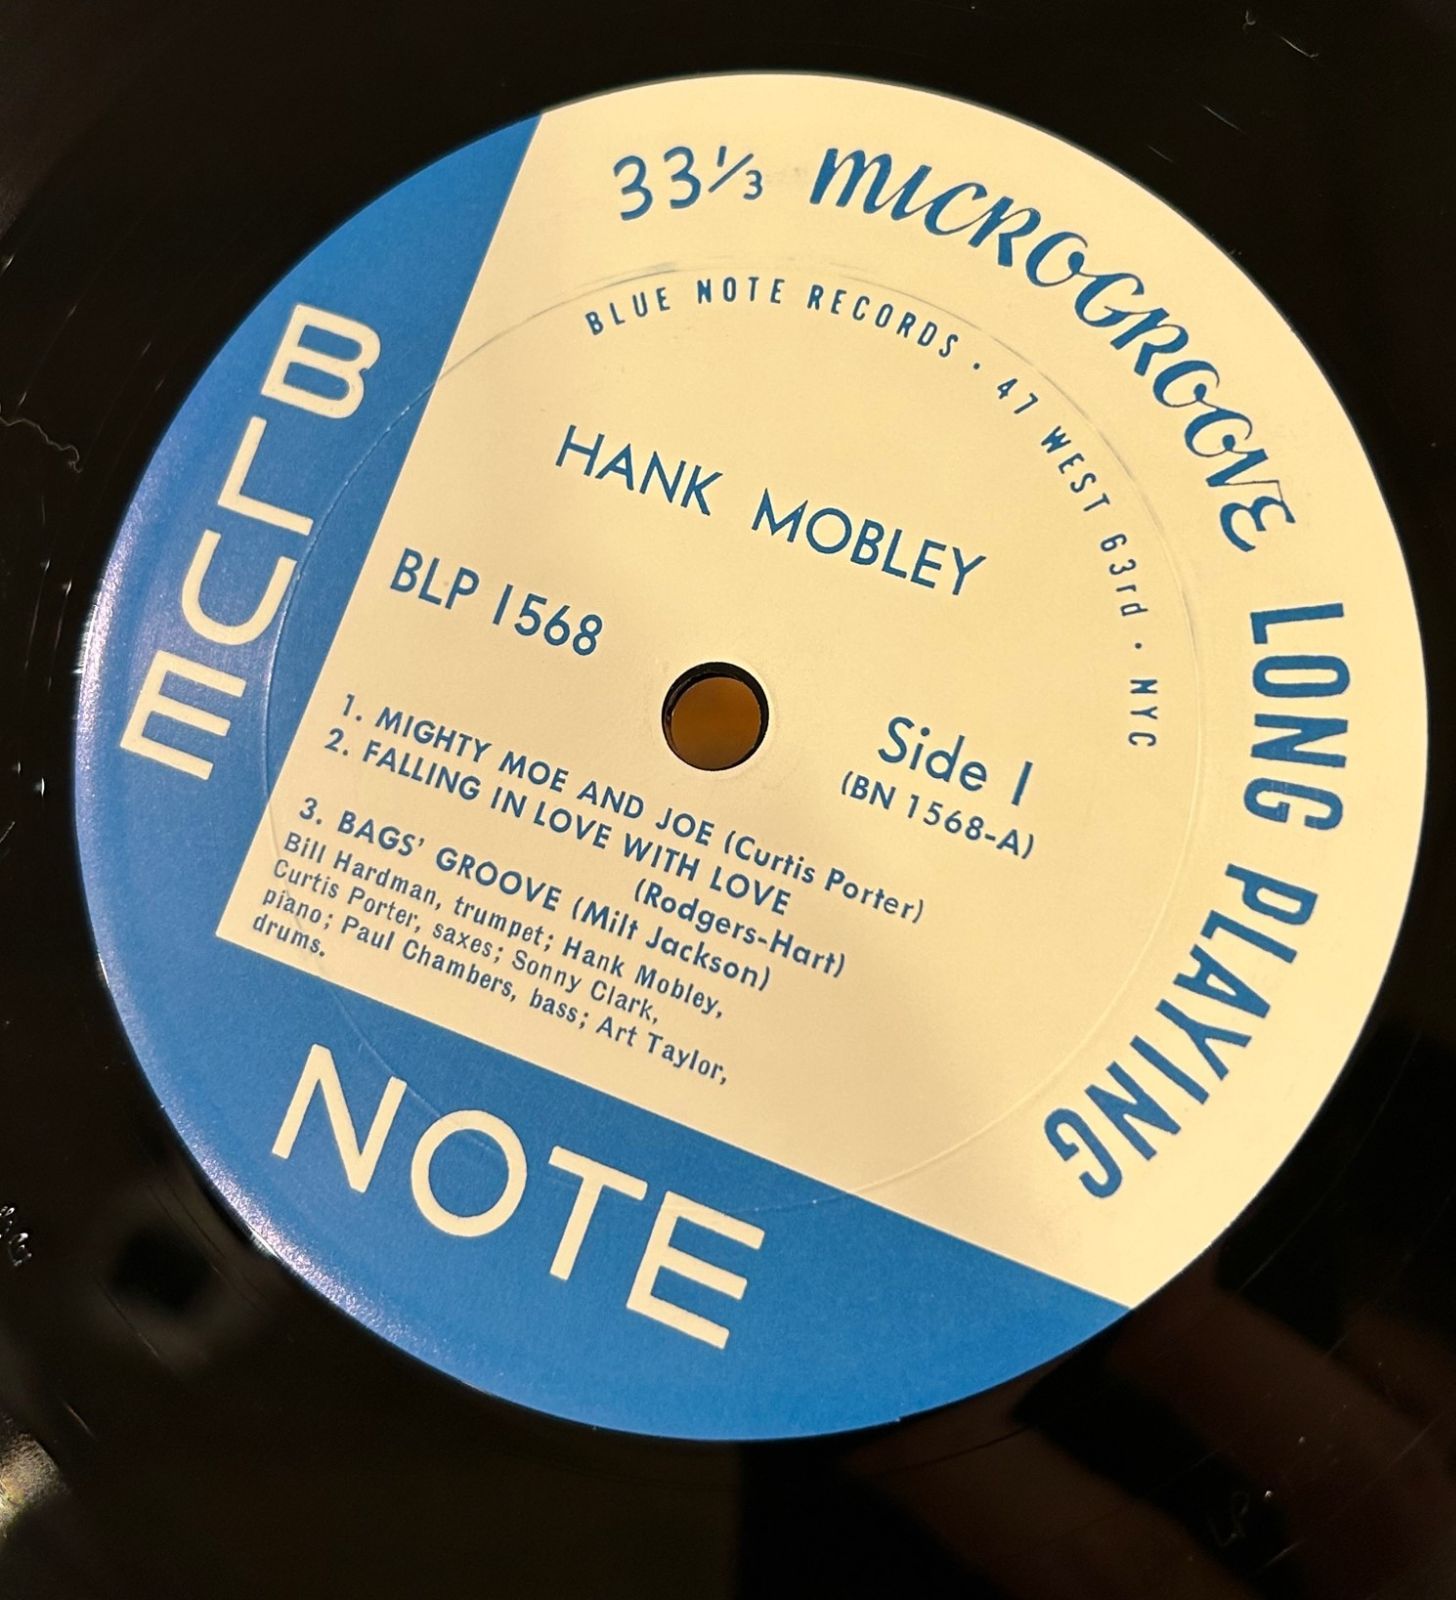 33⅓ MICROGROOVE LONG PLAYING
BLUE NOTE RECORDS · 47 WEST 63rd · NYC
HANK MOBLEY
BLP 1568
Side 1
(BN 1568-A)
1. MIGHTY MOE AND JOE (Curtis Porter)
2. FALLING IN LOVE WITH LOVE
(Rodgers-Hart)
3. BAGS' GROOVE (Milt Jackson)
Bill Hardman, trumpet; Hank Mobley,
Curtis Porter, saxes; Sonny Clark,
piano; Paul Chambers, bass; Art Taylor,
drums.
BLUE
NOTE